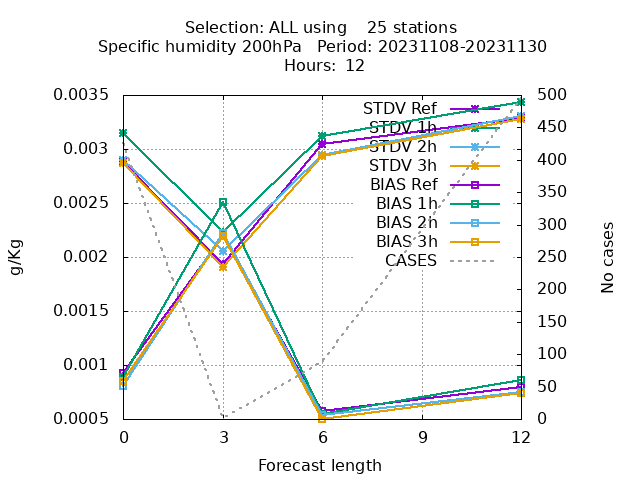 Selection: ALL using    25 stations
Specific humidity 200hPa   Period: 20231108-20231130
Hours: 12
0.0035
0.003
0.0025
0.002
0.0015
0.001
0.0005
g/Kg
500
450
400
350
300
250
200
150
100
50
0
No cases
STDV Ref
STDV 1h
STDV 2h
STDV 3h
BIAS Ref
BIAS 1h
BIAS 2h
BIAS 3h
CASES
0 3 6 9 12
Forecast length